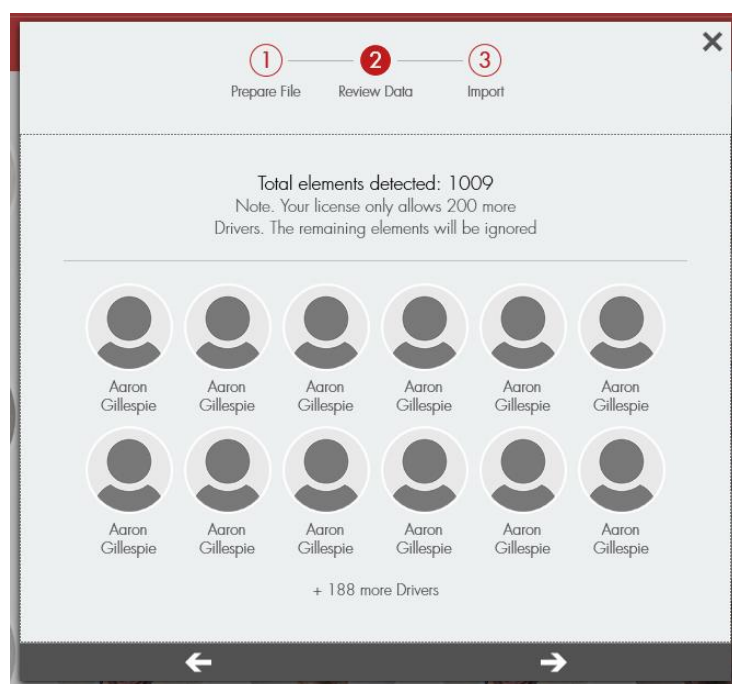 1
2
3
Prepare File
Review Data
Import
Total elements detected: 1009
Note. Your license only allows 200 more
Drivers. The remaining elements will be ignored
Aaron
Gillespie
Aaron
Gillespie
Aaron
Gillespie
Aaron
Gillespie
Aaron
Gillespie
Aaron
Gillespie
Aaron
Gillespie
Aaron
Gillespie
Aaron
Gillespie
Aaron
Gillespie
Aaron
Gillespie
Aaron
Gillespie
+ 188 more Drivers